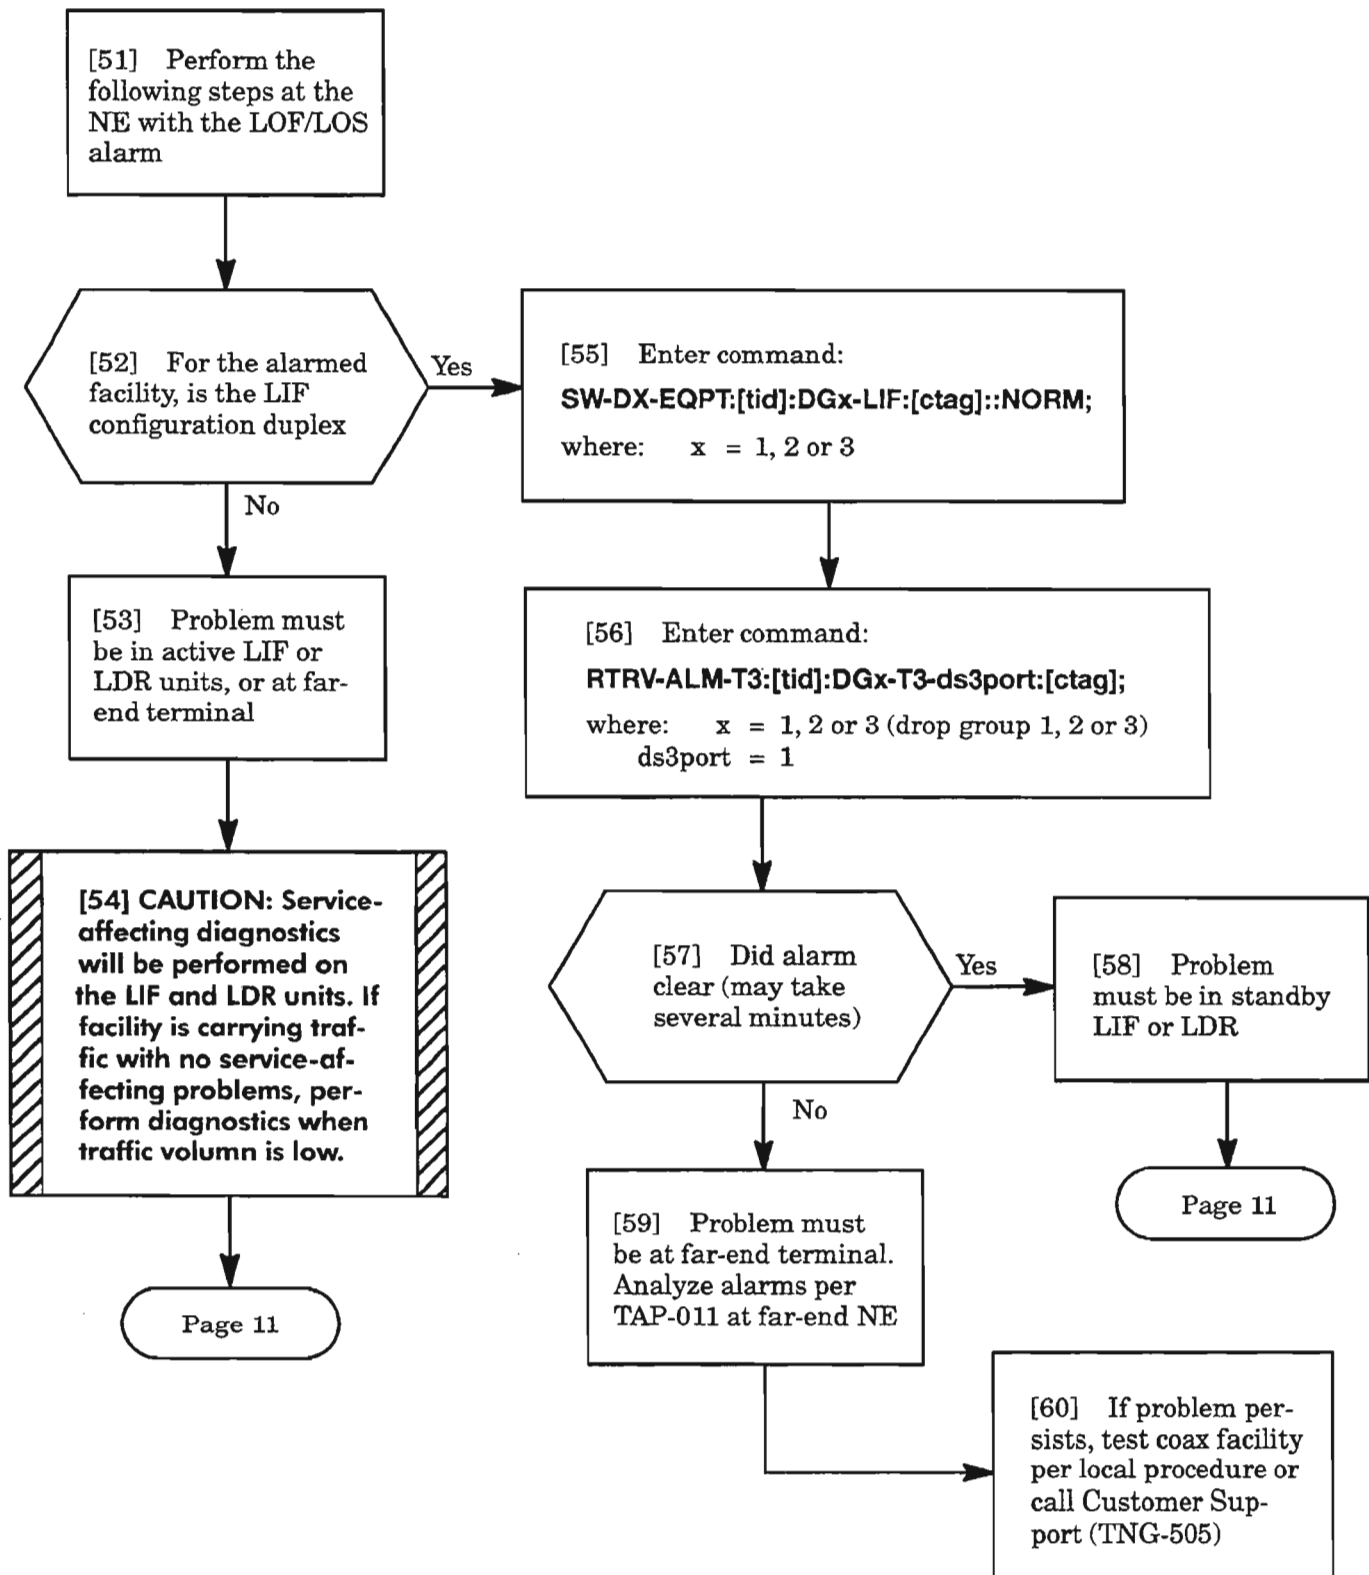 [51] Perform the
following steps at the
NE with the LOF/LOS
alarm
[52] For the alarmed
facility, is the LIF
configuration duplex
Yes
No
[55] Enter command:
SW-DX-EQPT:[tid]:DGx-LIF:[ctag]::NORM;
where: x = 1, 2 or 3
[53] Problem must
be in active LIF or
LDR units, or at far-
end terminal
[56] Enter command:
RTRV-ALM-T3:[tid]:DGx-T3-ds3port:[ctag];
where: x = 1, 2 or 3 (drop group 1, 2 or 3)
ds3port = 1
[54] CAUTION: Service-
affecting diagnostics
will be performed on
the LIF and LDR units. If
facility is carrying traf-
fic with no service-af-
fecting problems, per-
form diagnostics when
traffic volumn is low.
Page 11
[57] Did alarm
clear (may take
several minutes)
Yes
No
[58] Problem
must be in standby
LIF or LDR
Page 11
[59] Problem must
be at far-end terminal.
Analyze alarms per
TAP-011 at far-end NE
[60] If problem per-
sists, test coax facility
per local procedure or
call Customer Sup-
port (TNG-505)